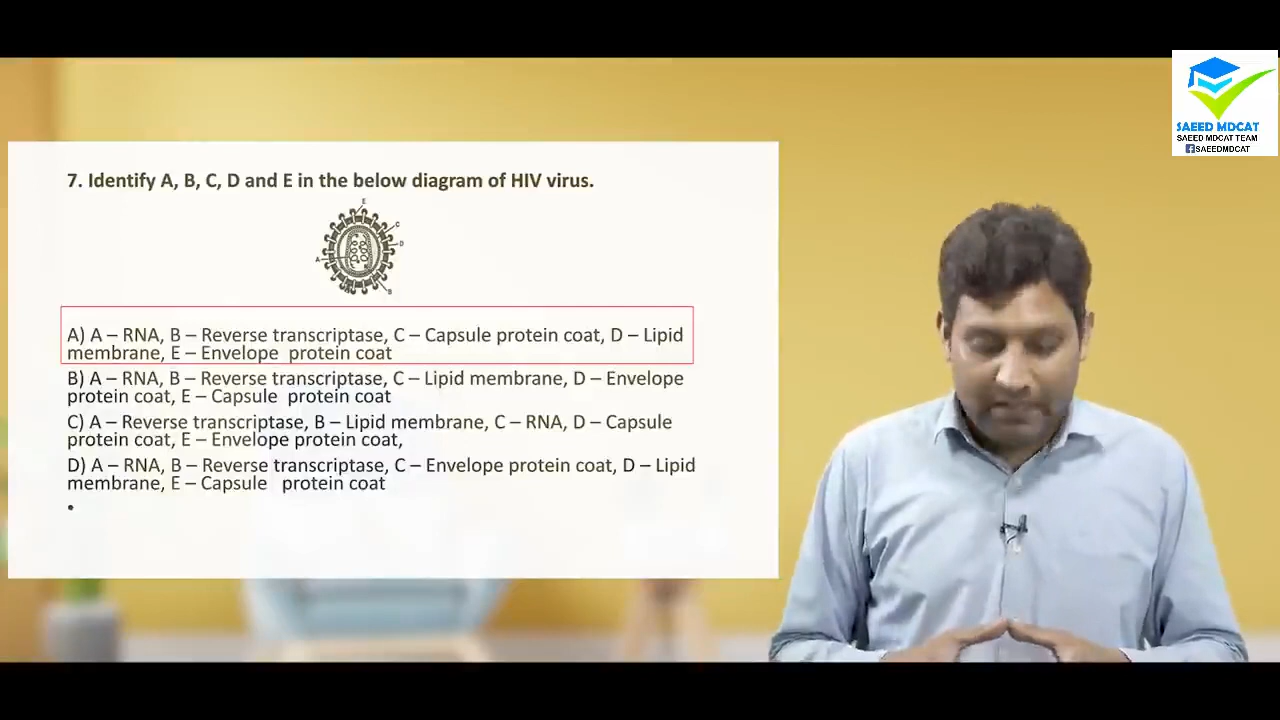 SAEED MDCAT
SAEED MDCAT TEAM
SAEEDMDCAT
7. Identify A, B, C, D and E in the below diagram of HIV virus.
E
C
D
A
B
A) A – RNA, B – Reverse transcriptase, C – Capsule protein coat, D – Lipid
membrane, E – Envelope protein coat
B) A – RNA, B – Reverse transcriptase, C – Lipid membrane, D – Envelope
protein coat, E – Capsule protein coat
C) A – Reverse transcriptase, B – Lipid membrane, C – RNA, D – Capsule
protein coat, E – Envelope protein coat,
D) A – RNA, B – Reverse transcriptase, C – Envelope protein coat, D – Lipid
membrane, E – Capsule protein coat